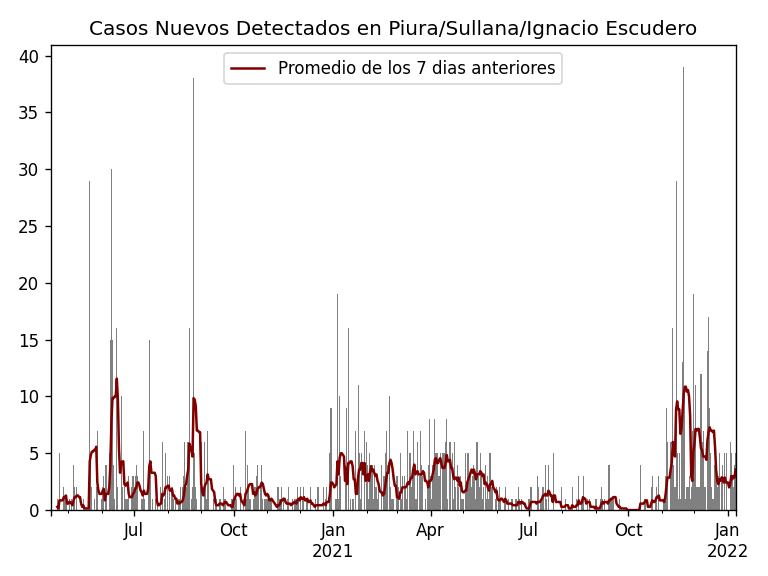 Casos Nuevos Detectados en Piura/Sullana/Ignacio Escudero
Promedio de los 7 dias anteriores
40
35
30
25
20
15
10
5
0
Jul
Oct
Jan
2021
Apr
Jul
Oct
Jan
2022